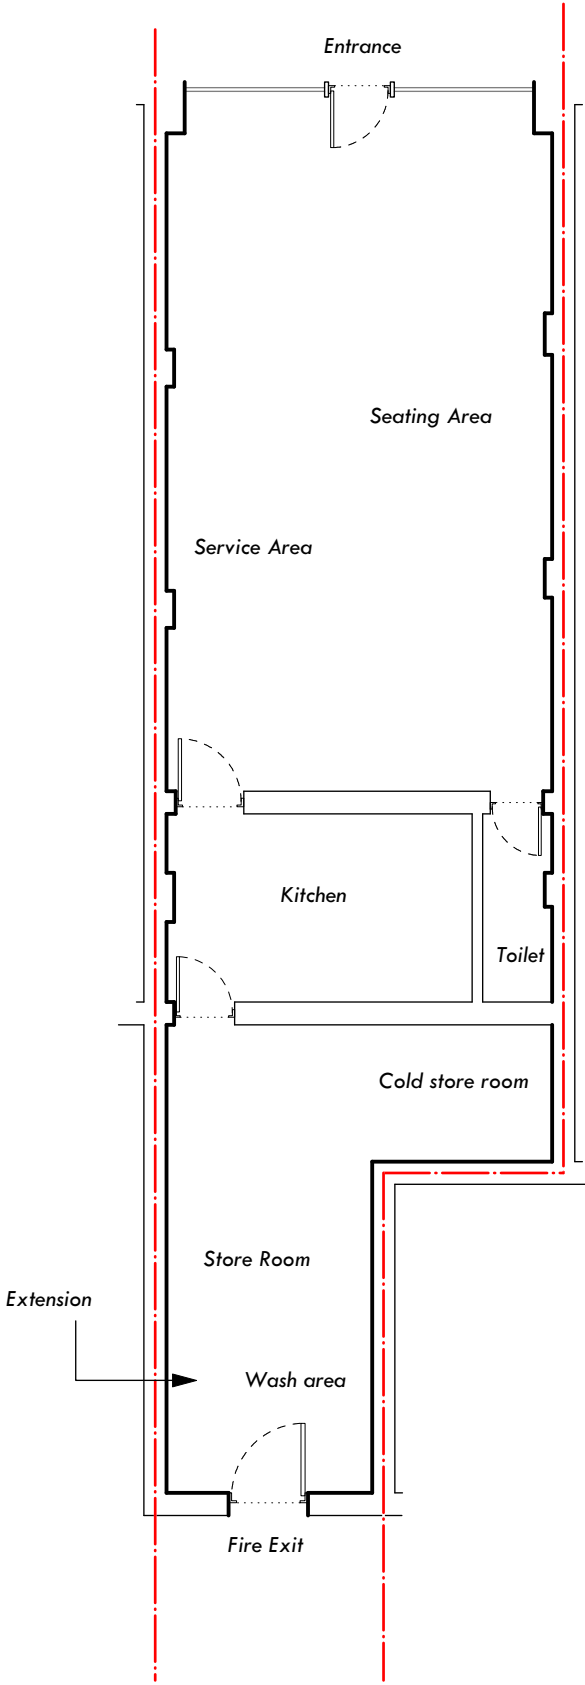 Entrance
Seating Area
Service Area
Kitchen
Toilet
Cold store room
Store Room
Extension
Wash area
Fire Exit